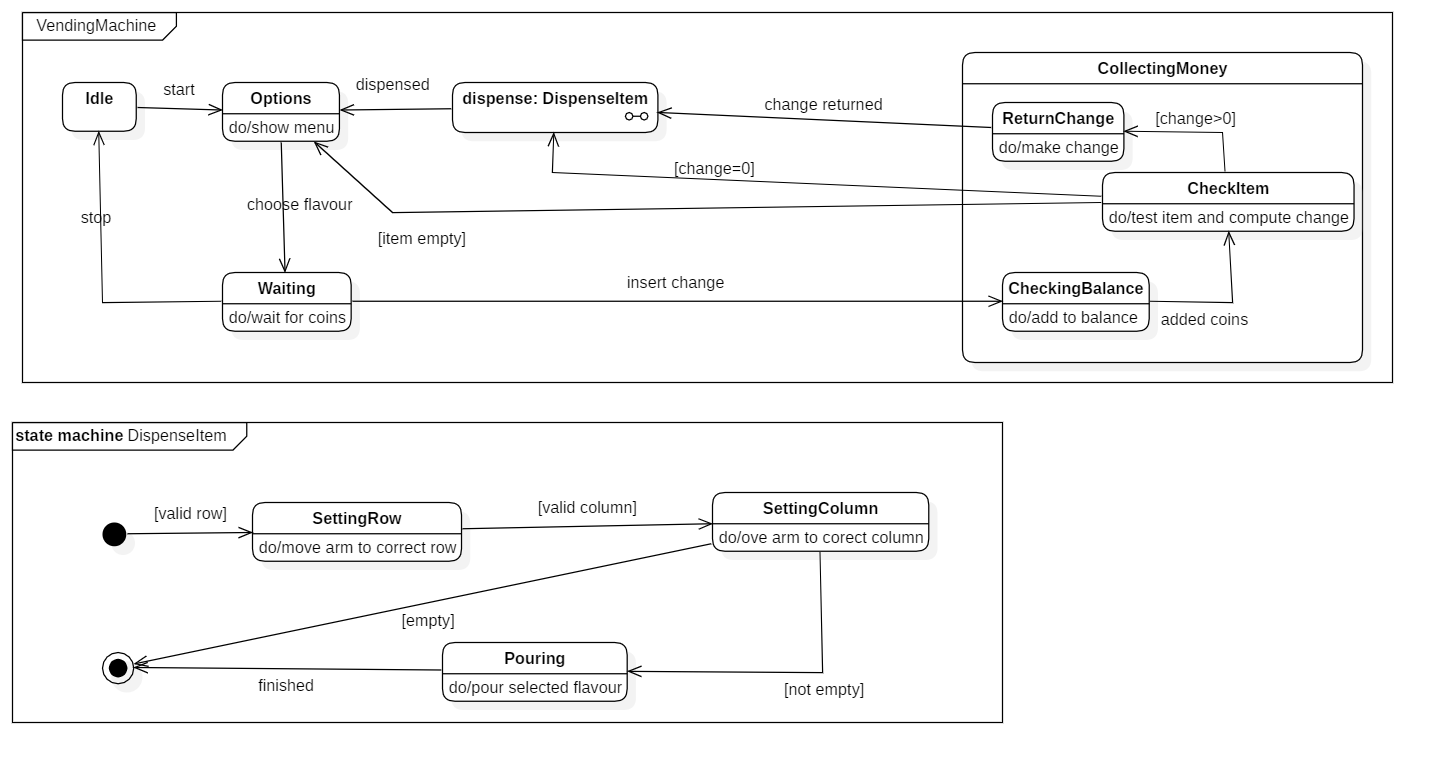 VendingMachine
CollectingMoney
Idle
start
Options
do/show menu
dispensed
dispense: DispenseItem
change returned
ReturnChange
do/make change
[change>0]
[change=0]
CheckItem
do/test item and compute change
stop
choose flavour
[item empty]
Waiting
do/wait for coins
insert change
CheckingBalance
do/add to balance
added coins
state machine DispenseItem
[valid row]
SettingRow
do/move arm to correct row
[valid column]
SettingColumn
do/ove arm to corect column
[empty]
Pouring
do/pour selected flavour
finished
[not empty]